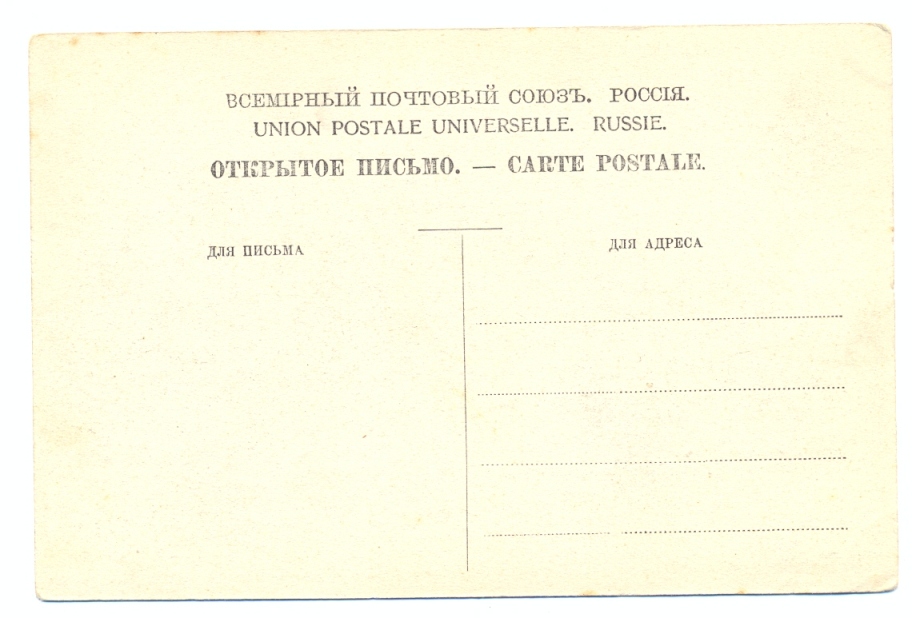 ВСЕМІРНЫЙ ПОЧТОВЫЙ СОЮЗЪ. РОССІЯ.
UNION POSTALE UNIVERSELLE. RUSSIE.
ОТКРЫТОЕ ПИСЬМО. — CARTE POSTALE.
ДЛЯ ПИСЬМА
ДЛЯ АДРЕСА